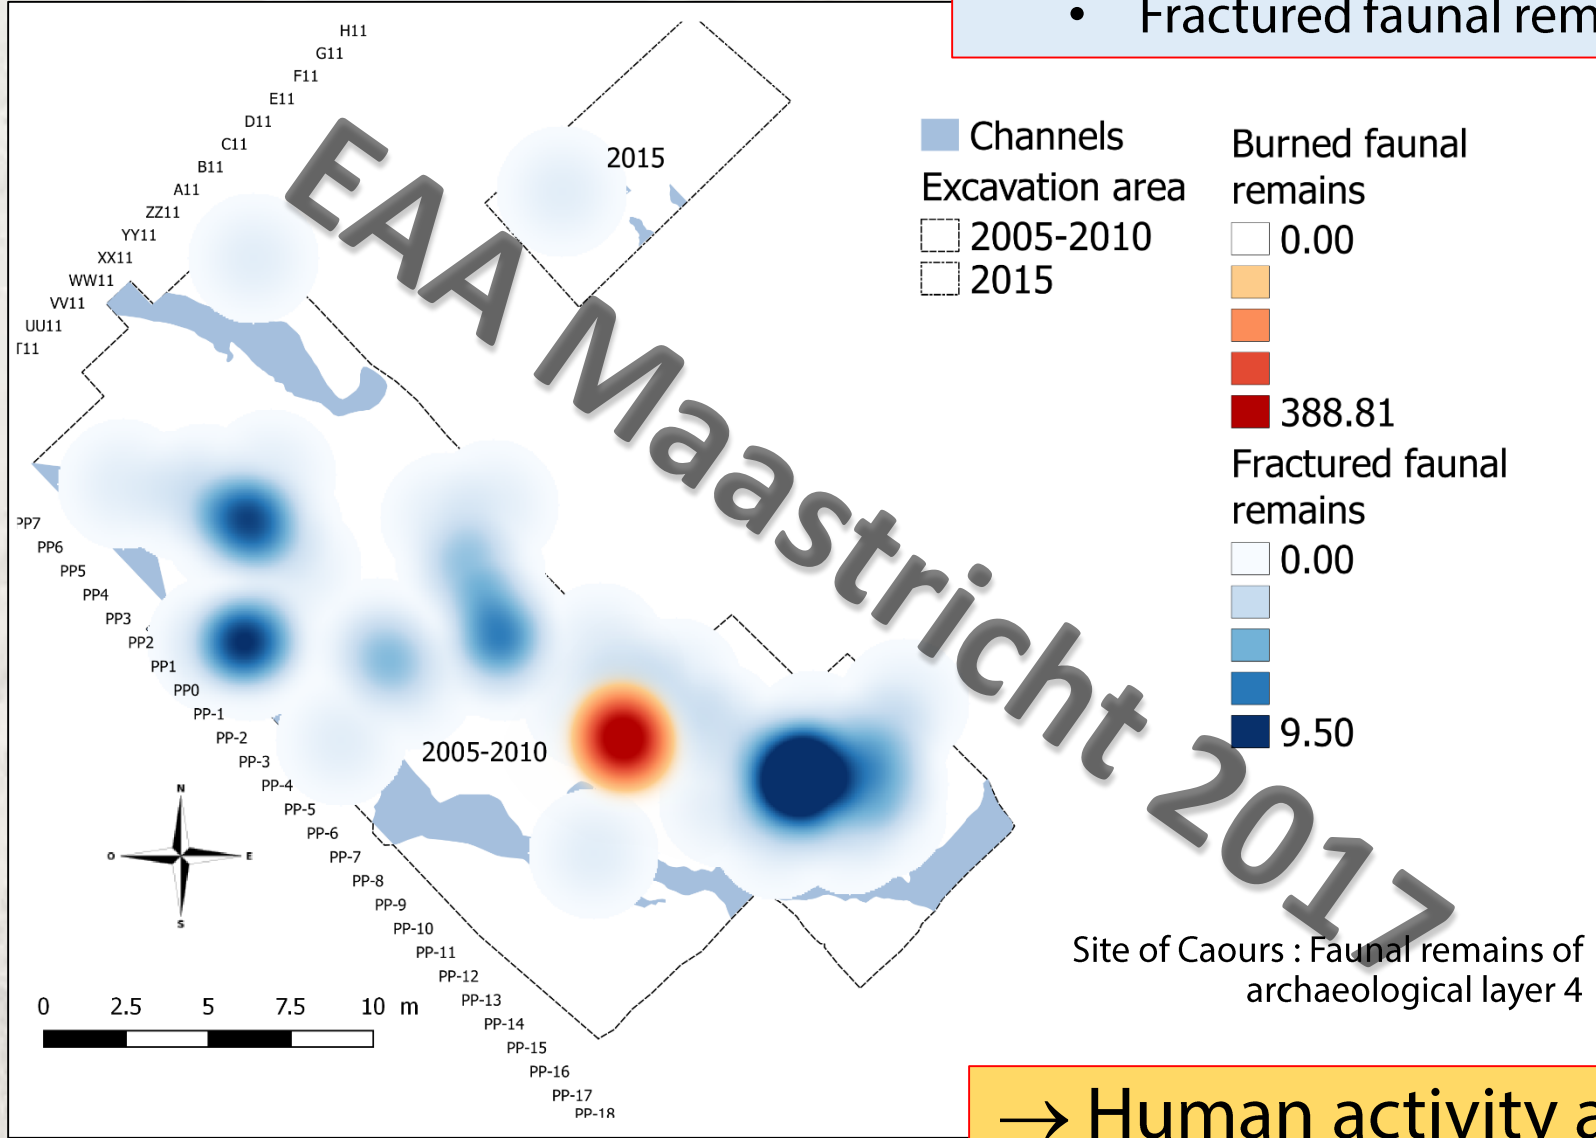 • Fractured faunal rem
H11
G11
F11
E11
D11
C11
B11
A11
ZZ11
YY11
XX11
WW11
VV11
UU11
T11
2015
Channels
Excavation area
2005-2010
2015
Burned faunal
remains
0.00
388.81
Fractured faunal
remains
0.00
9.50
EAA Maastricht 2017
PP7
PP6
PP5
PP4
PP3
PP2
PP1
PP0
PP-1
PP-2
PP-3
PP-4
PP-5
PP-6
PP-7
PP-8
PP-9
PP-10
PP-11
PP-12
PP-13
PP-14
PP-15
PP-16
PP-17
PP-18
2005-2010
N
O E
S
0 2.5 5 7.5 10 m
Site of Caours : Faunal remains of
archaeological layer 4
→ Human activity a